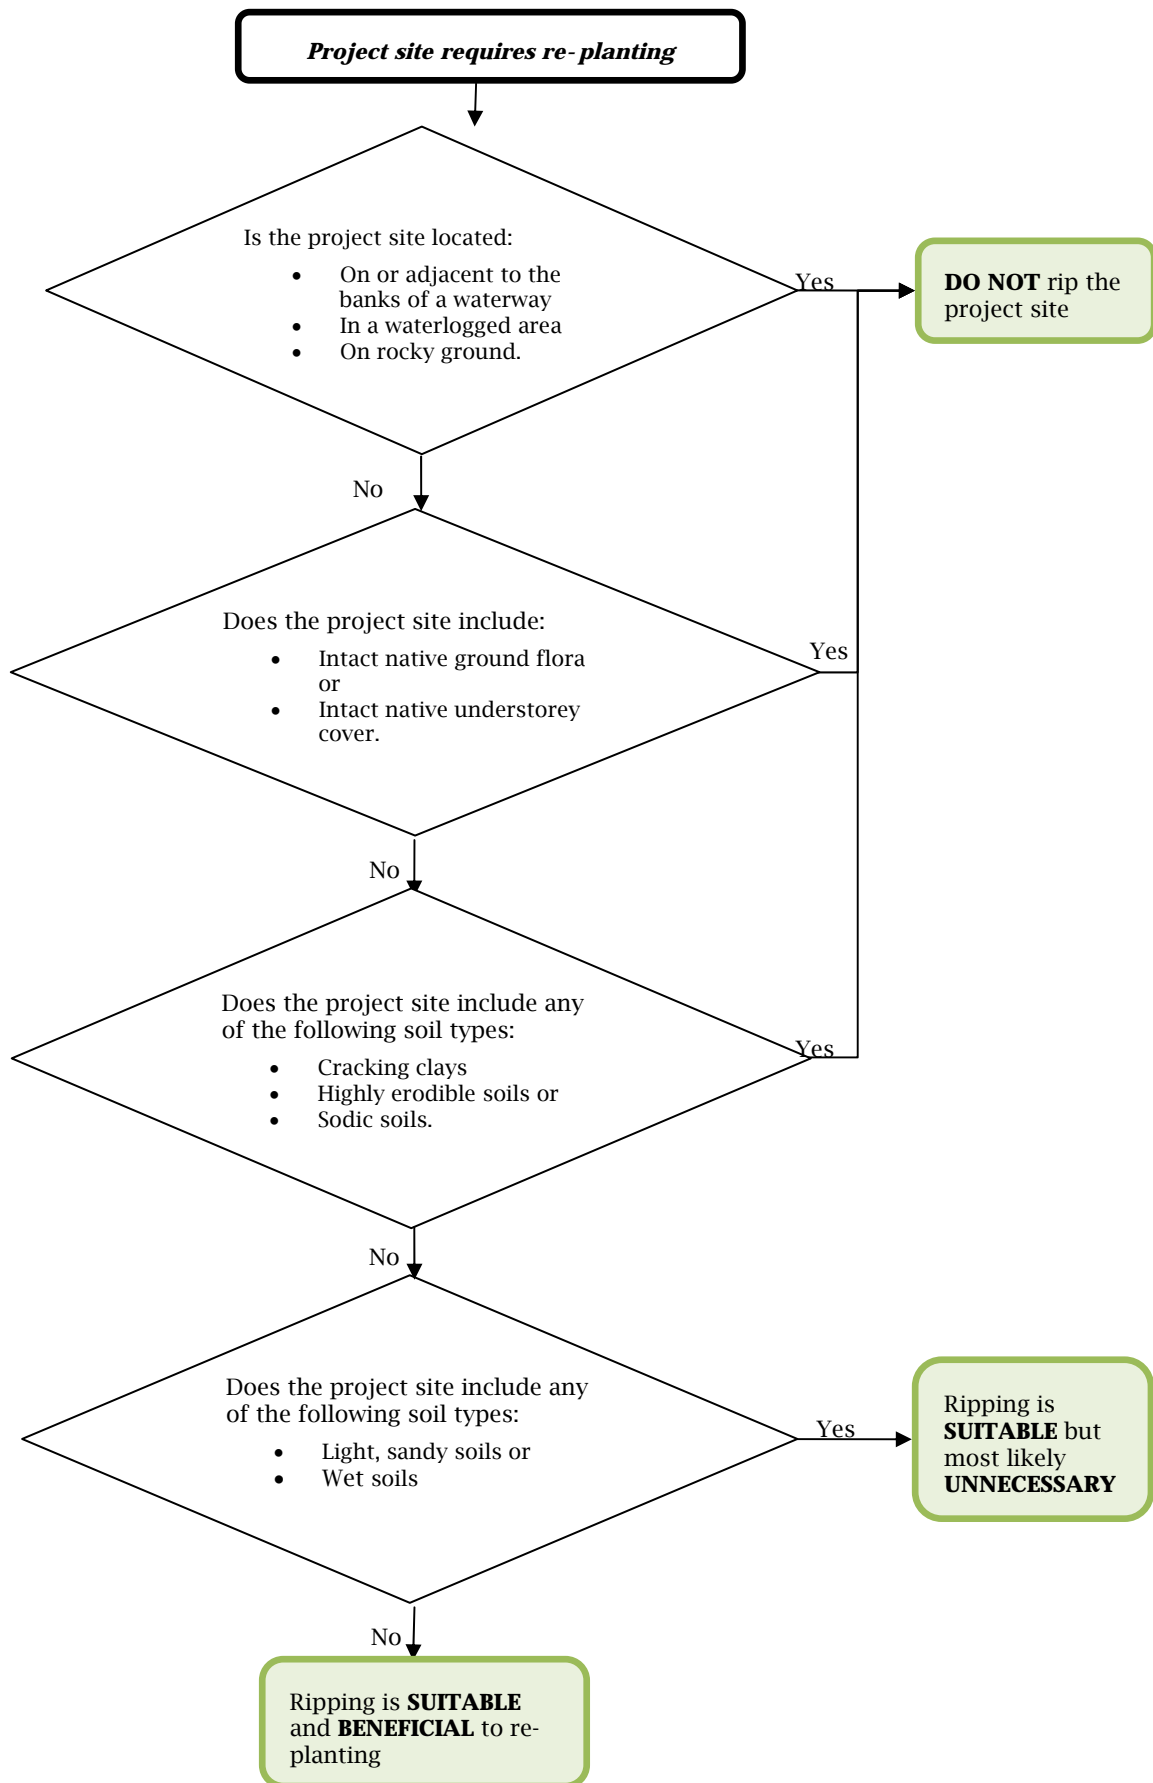 Project site requires re-planting
Is the project site located:
• On or adjacent to the
banks of a waterway
• In a waterlogged area
• On rocky ground.
Yes
DO NOT rip the
project site
No
Does the project site include:
• Intact native ground flora
or
• Intact native understorey
cover.
Yes
No
Does the project site include any
of the following soil types:
• Cracking clays
• Highly erodible soils or
• Sodic soils.
Yes
No
Does the project site include any
of the following soil types:
• Light, sandy soils or
• Wet soils
Yes
Ripping is
SUITABLE but
most likely
UNNECESSARY
No
Ripping is SUITABLE
and BENEFICIAL to re-
planting